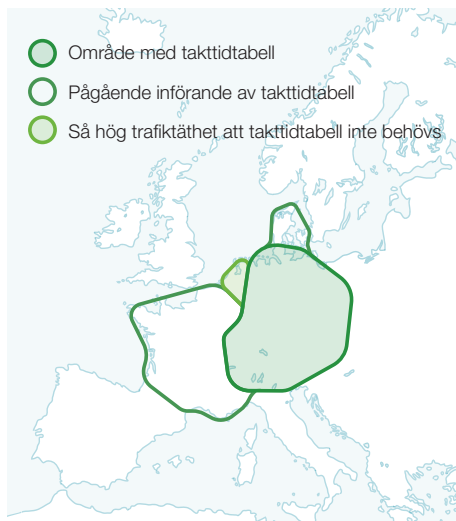 Område med takttidtabell
Pågående införande av takttidtabell
Så hög trafiktäthet att takttidtabell inte behövs